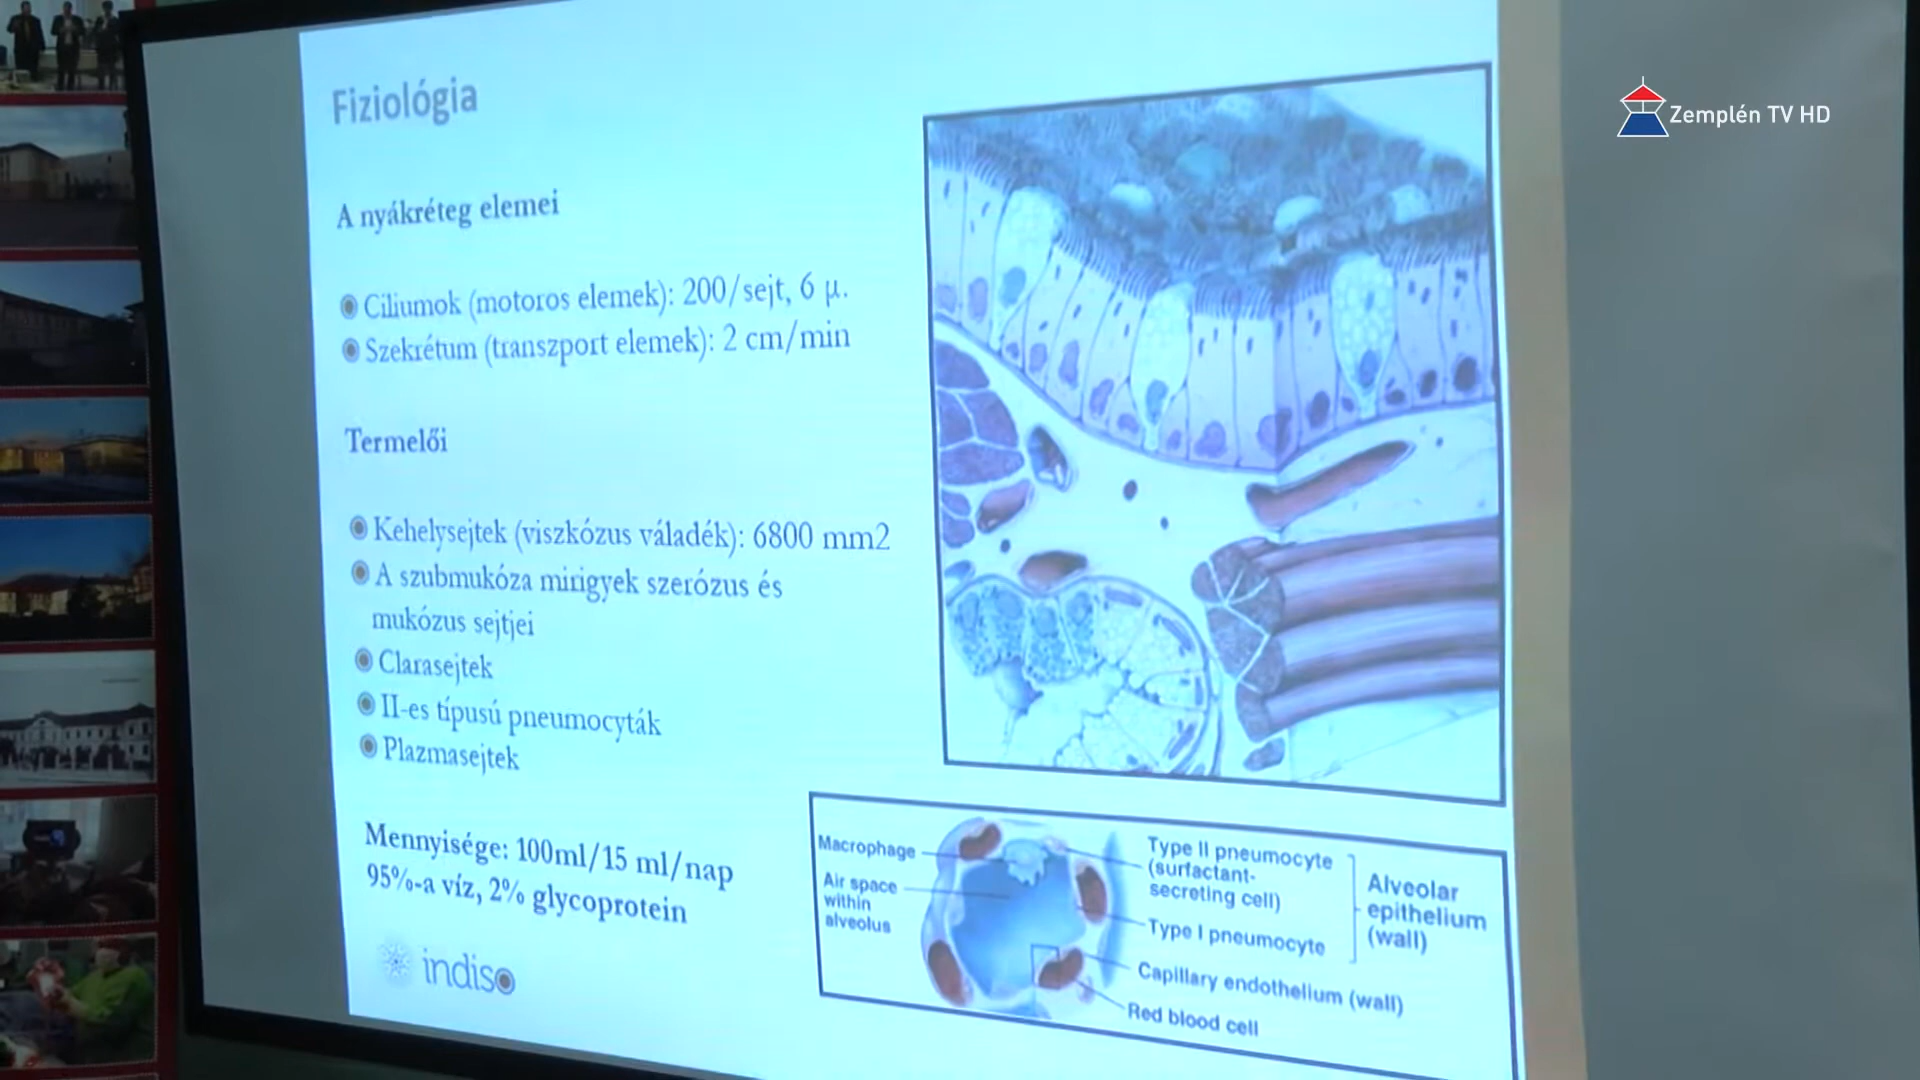 Zemplén TV HD
Fiziológia
A nyákréteg elemei
Ciliumok (motoros elemek): 200/sejt, 6 µ.
Szekrétum (transzport elemek): 2 cm/min
Termelői
Kehelysejtek (viszkózus váladék): 6800 mm2
A szubmukóza mirigyek szerózus és
mukózus sejtjei
Clarasejtek
II-es típusú pneumocyták
Plazmasejtek
Mennyisége: 100ml/15 ml/nap
95%-a víz, 2% glycoprotein
indiso
Macrophage
Air space
within
alveolus
Type II pneumocyte
(surfactant-
secreting cell)
Type I pneumocyte
Alveolar
epithelium
(wall)
Capillary endothelium (wall)
Red blood cell